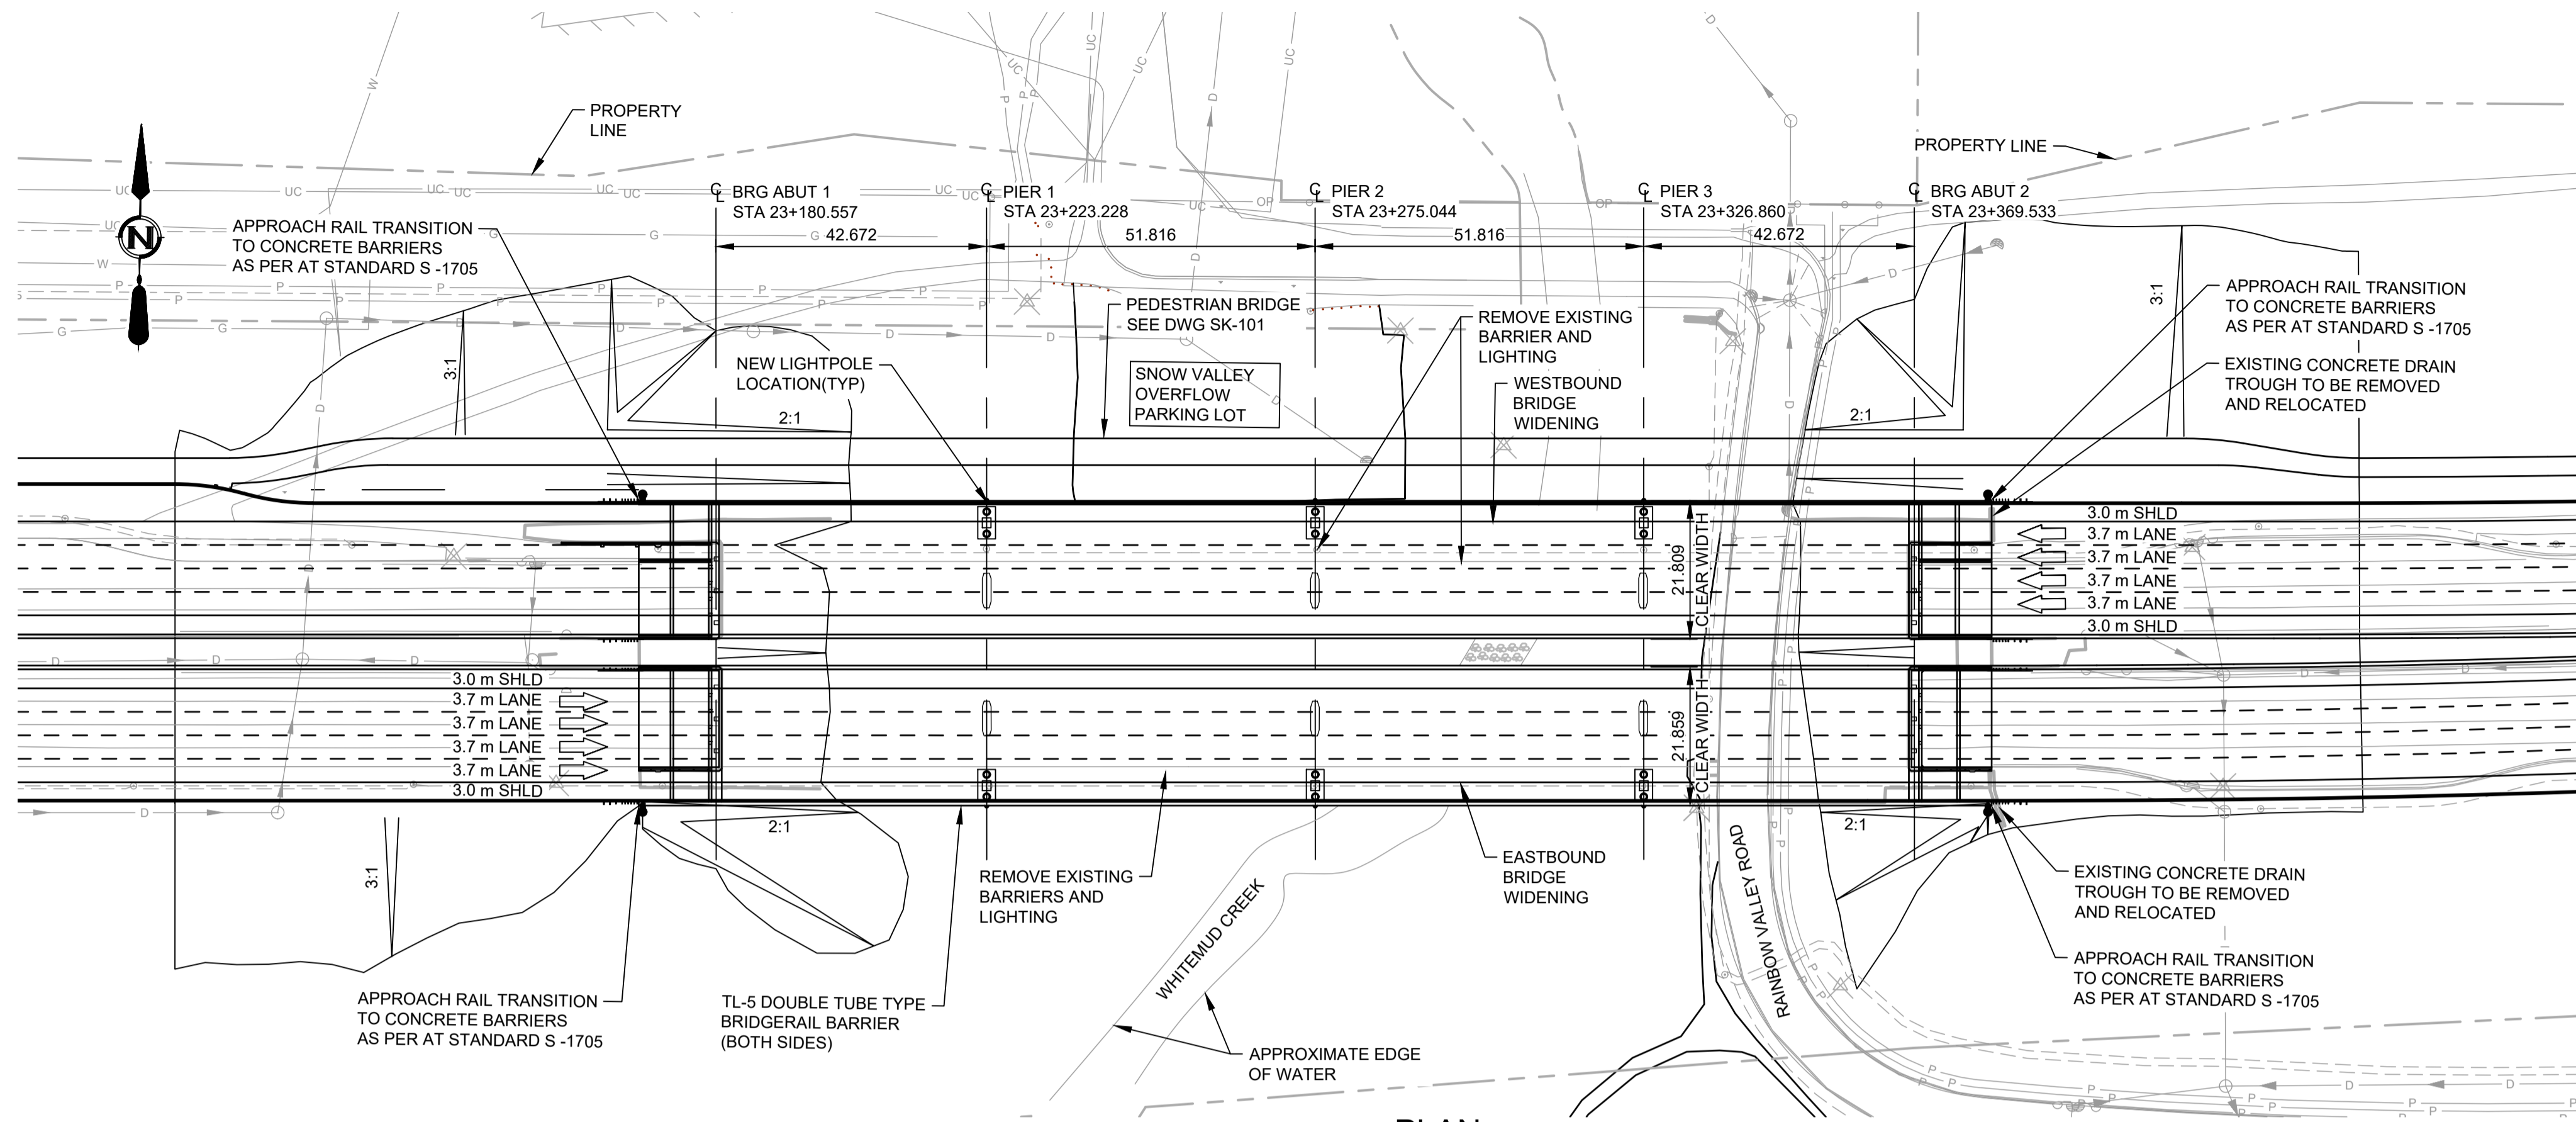 PROPERTY
LINE
PROPERTY LINE
N
℄ BRG ABUT 1
STA 23+180.557
℄ PIER 1
STA 23+223.228
℄ PIER 2
STA 23+275.044
℄ PIER 3
STA 23+326.860
℄ BRG ABUT 2
STA 23+369.533
42.672
51.816
51.816
42.672
APPROACH RAIL TRANSITION
TO CONCRETE BARRIERS
AS PER AT STANDARD S -1705
PEDESTRIAN BRIDGE
SEE DWG SK-101
REMOVE EXISTING
BARRIER AND
LIGHTING
APPROACH RAIL TRANSITION
TO CONCRETE BARRIERS
AS PER AT STANDARD S -1705
3:1
3:1
NEW LIGHTPOLE
LOCATION(TYP)
SNOW VALLEY
OVERFLOW
PARKING LOT
WESTBOUND
BRIDGE
WIDENING
EXISTING CONCRETE DRAIN
TROUGH TO BE REMOVED
AND RELOCATED
2:1
2:1
3.0 m SHLD
3.7 m LANE
3.7 m LANE
3.7 m LANE
3.7 m LANE
3.0 m SHLD
21.809
CLEAR WIDTH
3.0 m SHLD
3.7 m LANE
3.7 m LANE
3.7 m LANE
3.7 m LANE
3.0 m SHLD
21.859
CLEAR WIDTH
2:1
2:1
3:1
REMOVE EXISTING
BARRIERS AND
LIGHTING
EASTBOUND
BRIDGE
WIDENING
WHITEMUD CREEK
RAINBOW VALLEY ROAD
EXISTING CONCRETE DRAIN
TROUGH TO BE REMOVED
AND RELOCATED
APPROACH RAIL TRANSITION
TO CONCRETE BARRIERS
AS PER AT STANDARD S -1705
TL-5 DOUBLE TUBE TYPE
BRIDGERAIL BARRIER
(BOTH SIDES)
APPROXIMATE EDGE
OF WATER
APPROACH RAIL TRANSITION
TO CONCRETE BARRIERS
AS PER AT STANDARD S -1705
PLAN